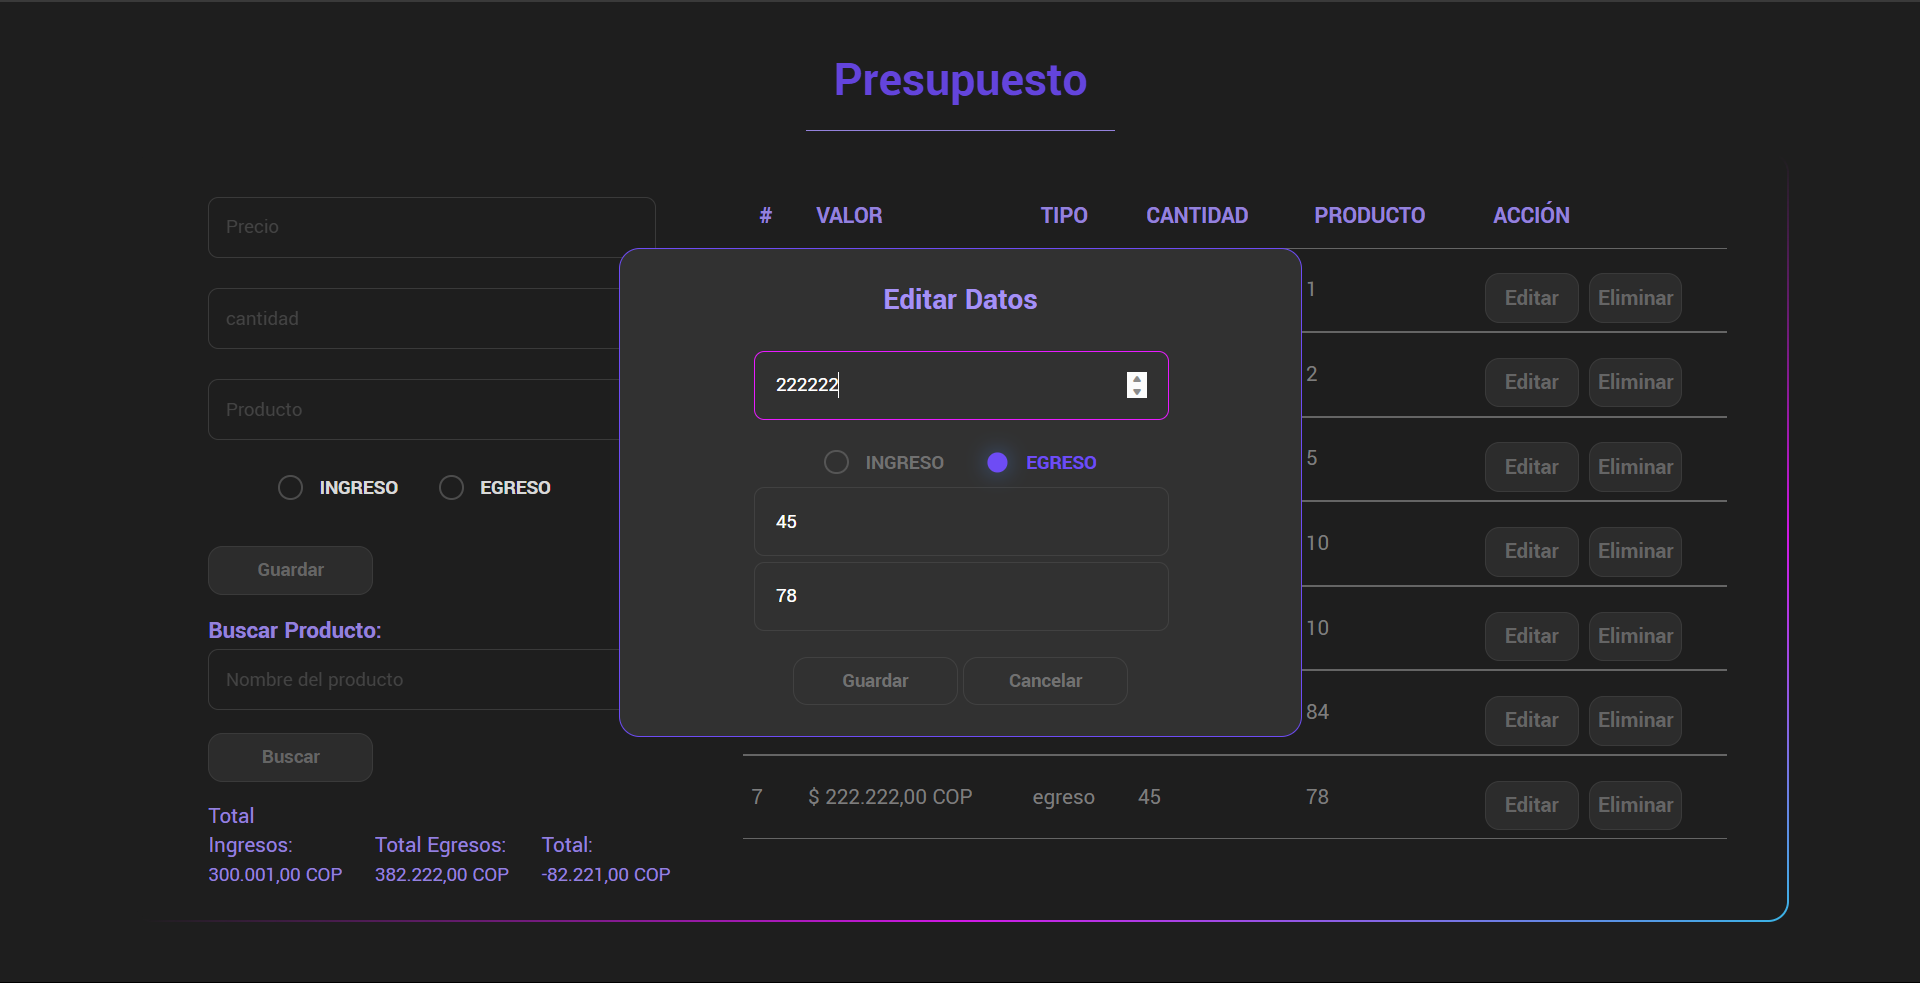 Presupuesto
Precio
cantidad
Producto
INGRESO EGRESO
Guardar
Buscar Producto:
Nombre del producto
Buscar
Total Ingresos: Total Egresos: Total:
300.001,00 COP 382.222,00 COP -82.221,00 COP
# VALOR TIPO CANTIDAD PRODUCTO ACCIÓN
1 Editar Eliminar
2 Editar Eliminar
5 Editar Eliminar
10 Editar Eliminar
10 Editar Eliminar
84 Editar Eliminar
7 $ 222.222,00 COP egreso 45 78 Editar Eliminar
Editar Datos
222222
INGRESO EGRESO
45
78
Guardar Cancelar